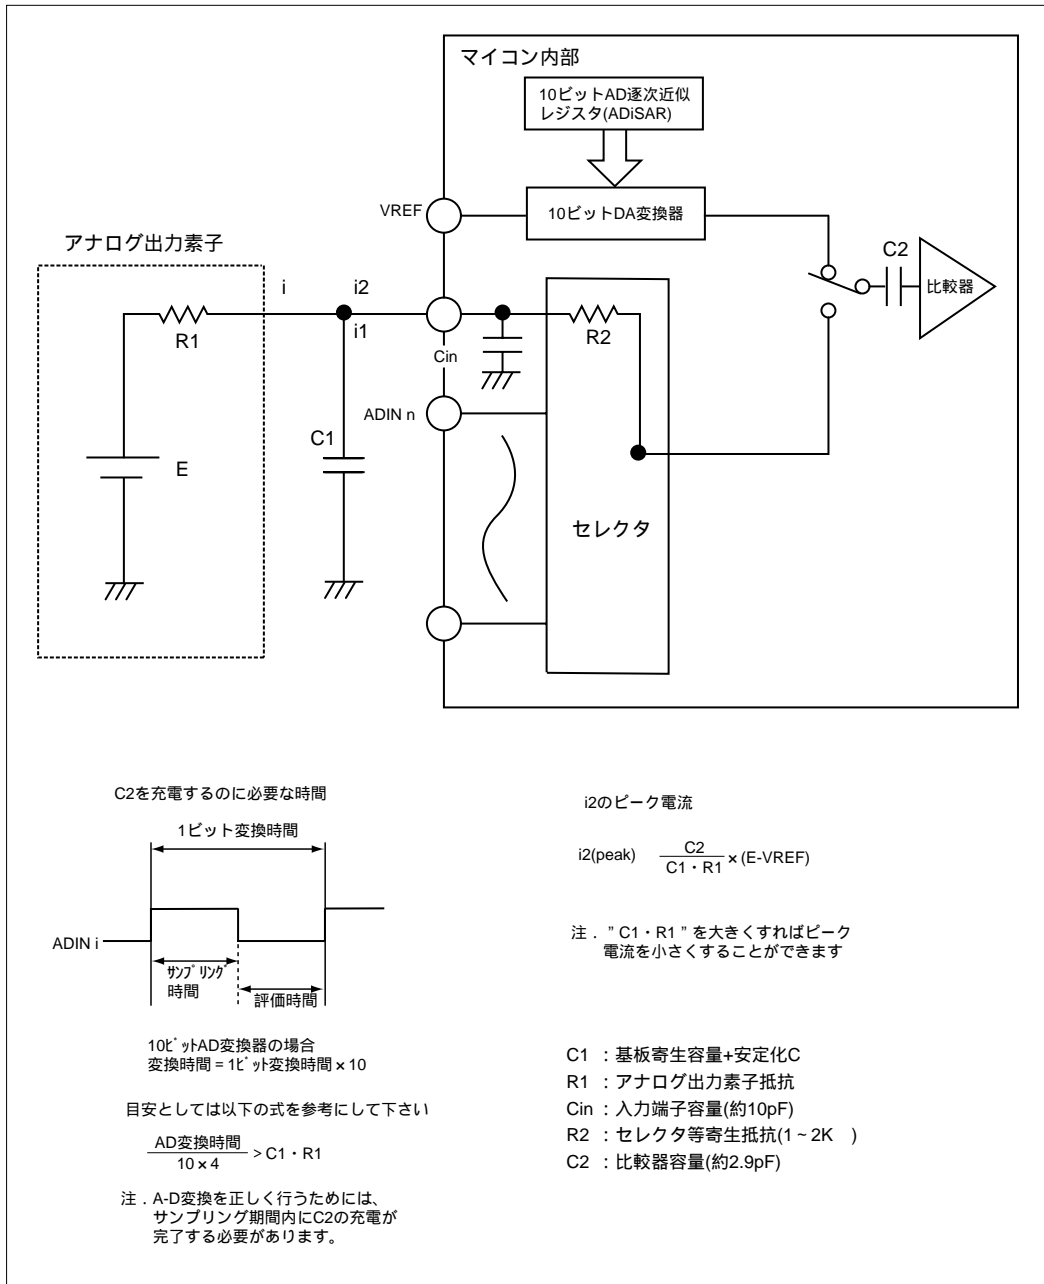 マイコン内部
10ビットAD逐次近似
レジスタ(ADiSAR)
VREF
10ビットDA変換器
アナログ出力素子
C2
比較器
i
i2
R1
i1
R2
Cin
ADIN n
C1
E
セレクタ
C2を充電するのに必要な時間
1ビット変換時間
ADIN i
ｻﾝﾌﾟﾘﾝｸﾞ
時間
評価時間
10ﾋﾞｯﾄAD変換器の場合
変換時間 = 1ﾋﾞｯﾄ変換時間 × 10
目安としては以下の式を参考にして下さい
AD変換時間
10 × 4
> C1・R1
注．A-D変換を正しく行うためには、
サンプリング期間内にC2の充電が
完了する必要があります。
i2のピーク電流
i2(peak)
C2
C1・R1
× (E-VREF)
注．" C1・R1 " を大きくすればピーク
電流を小さくすることができます
C1 ：基板寄生容量+安定化C
R1 ：アナログ出力素子抵抗
Cin ：入力端子容量(約10pF)
R2 ：セレクタ等寄生抵抗(1 ~ 2K )
C2 ：比較器容量(約2.9pF)